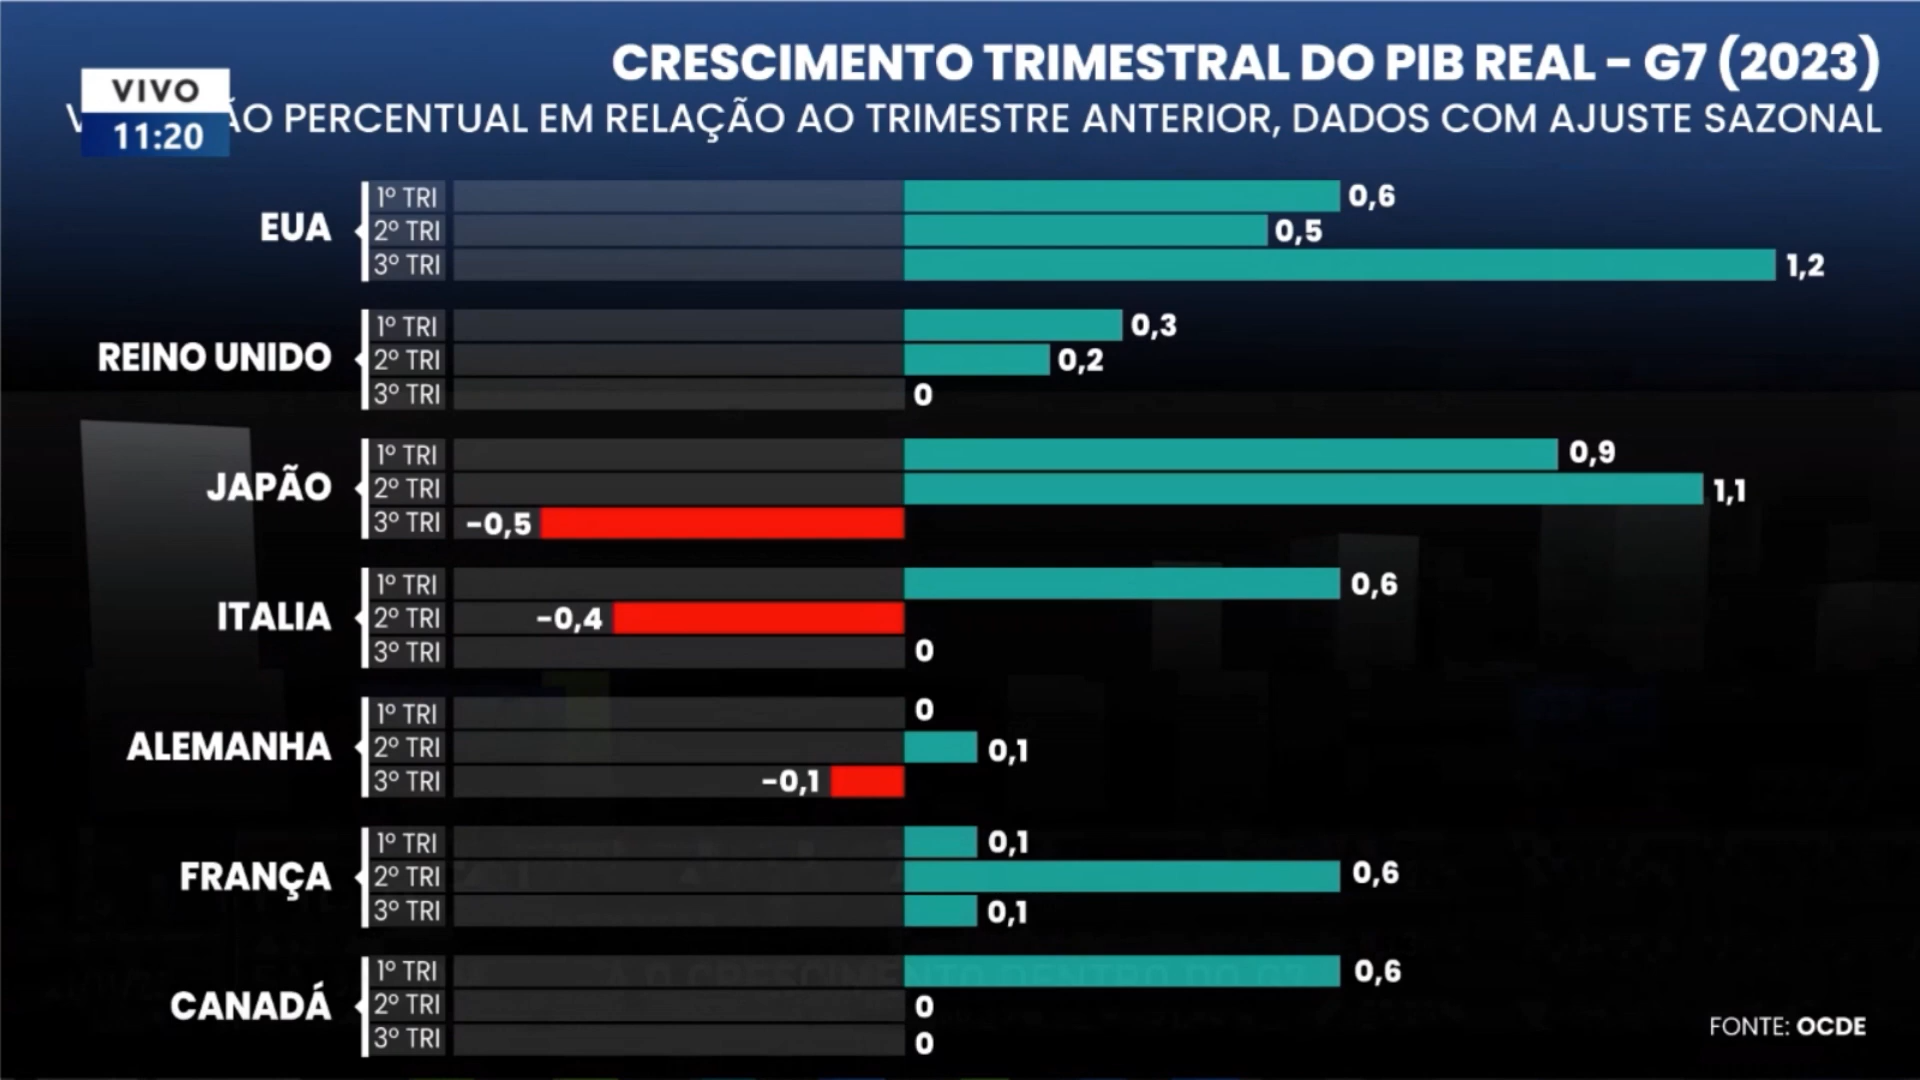 CRESCIMENTO TRIMESTRAL DO PIB REAL – G7 (2023)
VIVO
11:20
PERCENTUAL EM RELAÇÃO AO TRIMESTRE ANTERIOR, DADOS COM AJUSTE SAZONAL
EUA
1º TRI 0,6
2º TRI 0,5
3º TRI 1,2
REINO UNIDO
1º TRI 0,3
2º TRI 0,2
3º TRI 0
JAPÃO
1º TRI 0,9
2º TRI 1,1
3º TRI -0,5
ITALIA
1º TRI 0,6
2º TRI -0,4
3º TRI 0
ALEMANHA
1º TRI 0
2º TRI 0,1
3º TRI -0,1
FRANÇA
1º TRI 0,1
2º TRI 0,6
3º TRI 0,1
CANADÁ
1º TRI 0,6
2º TRI 0
3º TRI 0
FONTE: OCDE